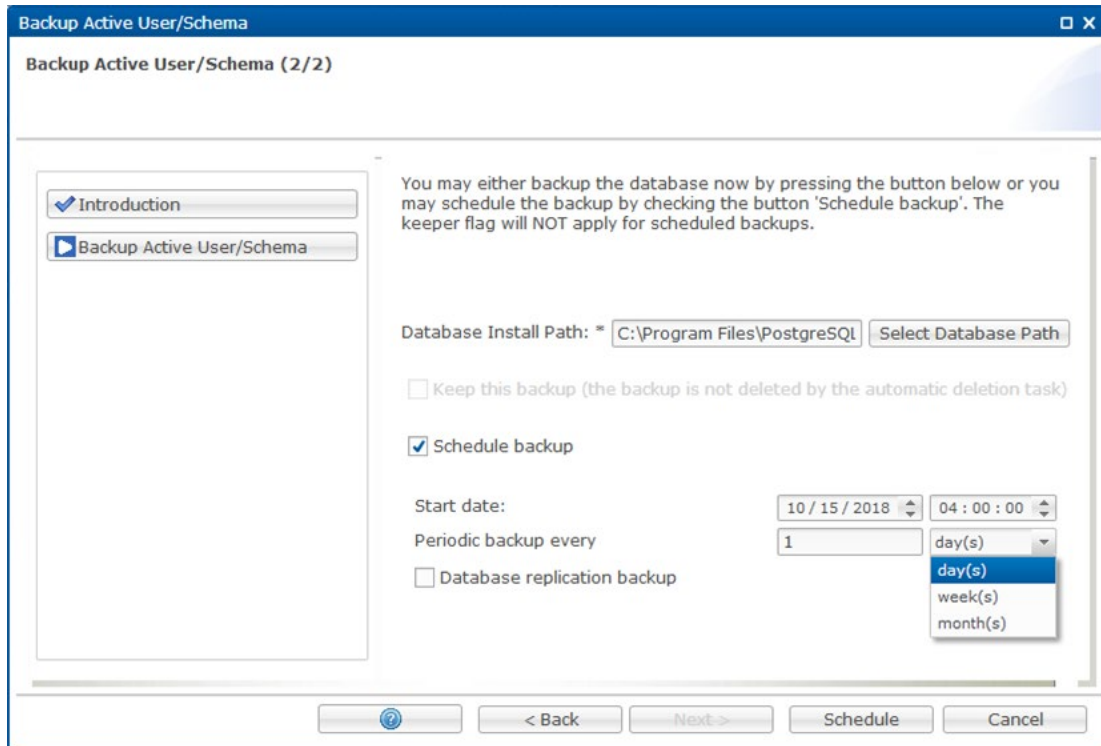 Backup Active User/Schema
Backup Active User/Schema (2/2)
Introduction
Backup Active User/Schema
You may either backup the database now by pressing the button below or you
may schedule the backup by checking the button 'Schedule backup'. The
keeper flag will NOT apply for scheduled backups.
Database Install Path: * C:\Program Files\PostgreSQL Select Database Path
Keep this backup (the backup is not deleted by the automatic deletion task)
Schedule backup
Start date: 10 / 15 / 2018 04 : 00 : 00
Periodic backup every 1 day(s)
day(s)
Database replication backup
week(s)
month(s)
< Back Next > Schedule Cancel